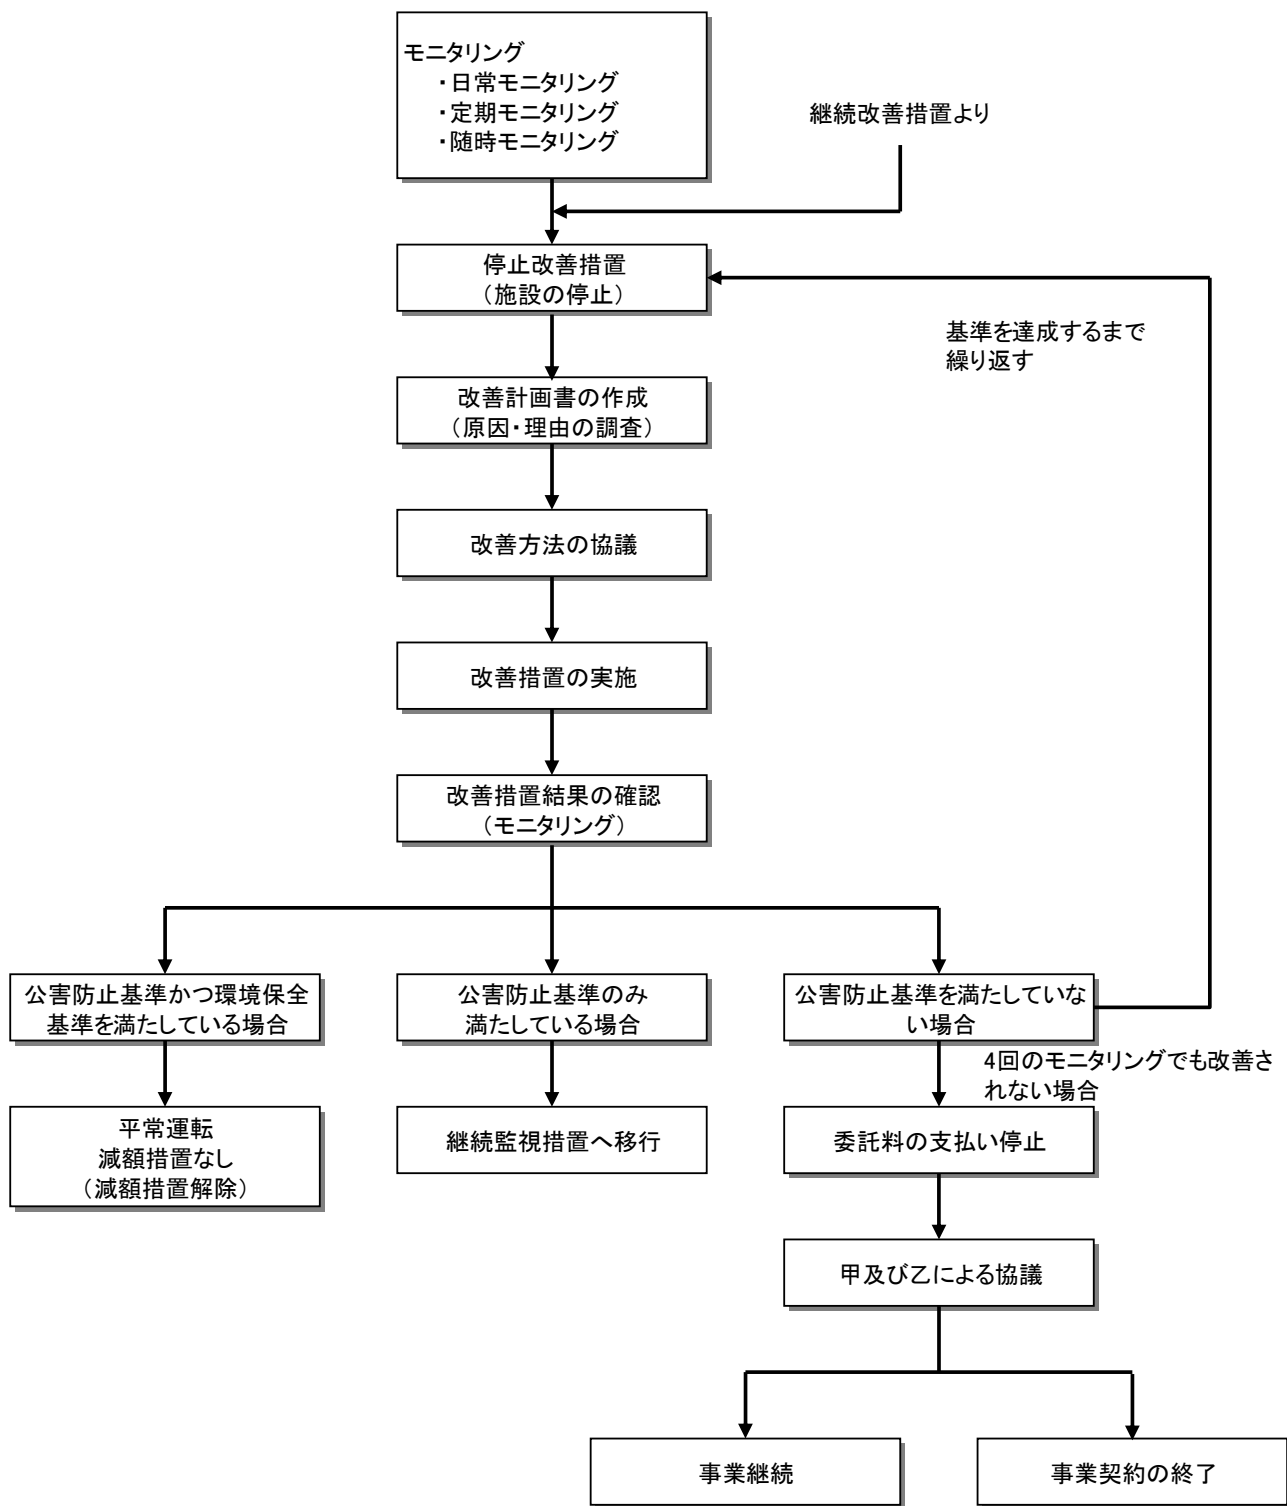 モニタリング
・日常モニタリング
・定期モニタリング
・随時モニタリング
継続改善措置より
停止改善措置
（施設の停止）
基準を達成するまで
繰り返す
改善計画書の作成
（原因・理由の調査）
改善方法の協議
改善措置の実施
改善措置結果の確認
（モニタリング）
公害防止基準かつ環境保全
基準を満たしている場合
公害防止基準のみ
満たしている場合
公害防止基準を満たしていな
い場合
4回のモニタリングでも改善さ
れない場合
平常運転
減額措置なし
（減額措置解除）
継続監視措置へ移行
委託料の支払い停止
甲及び乙による協議
事業継続
事業契約の終了